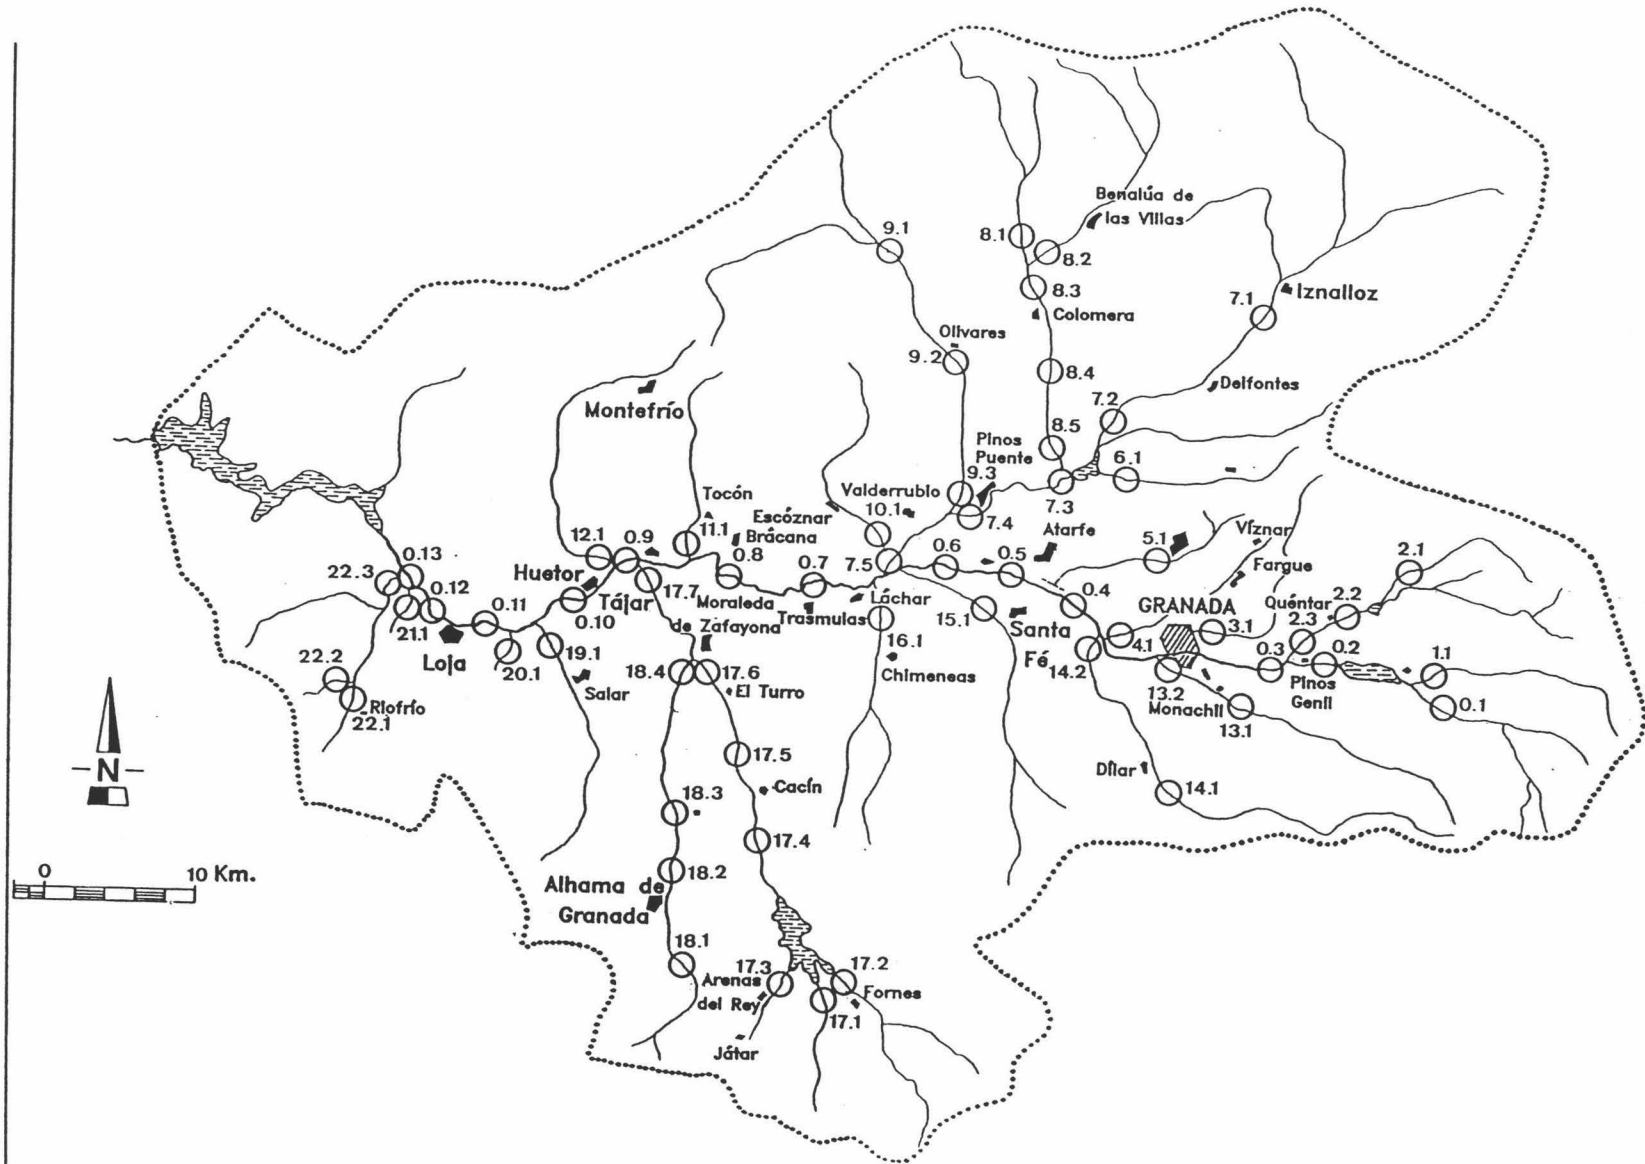 Benalúa de
las Villas
9.1
8.1
8.2
8.3
Iznalloz
7.1
Colomera
Olivares
9.2
8.4
Delfontes
Montefrío
7.2
8.5
Pinos
Puente
9.3
6.1
7.3
Tocón
Valderrubio
10.1
7.4
Escóznar
Brácana
Atarfe
Víznar
12.1
0.9
11.1
0.8
0.7
7.5
0.6
0.5
5.1
Fargue
2.1
22.3
0.13
0.12
Huetor
Tájar
17.7
Moraleda
de Zafayona
Trasmulas
Láchar
0.4
GRANADA
Quéntar
2.2
0.11
0.10
21.1
Loja
16.1
15.1
Santa
Fé
4.1
3.1
2.3
0.3
0.2
1.1
22.2
20.1
19.1
18.4
17.6
Chimeneas
14.2
13.2
Monachil
Pinos
Genil
0.1
Riofrío
22.1
Salar
El Turro
13.1
17.5
Dílar
14.1
N
Cacín
18.3
17.4
0
10 Km.
18.2
Alhama de
Granada
18.1
17.3
17.2
Arenas
del Rey
Fornes
17.1
Játar